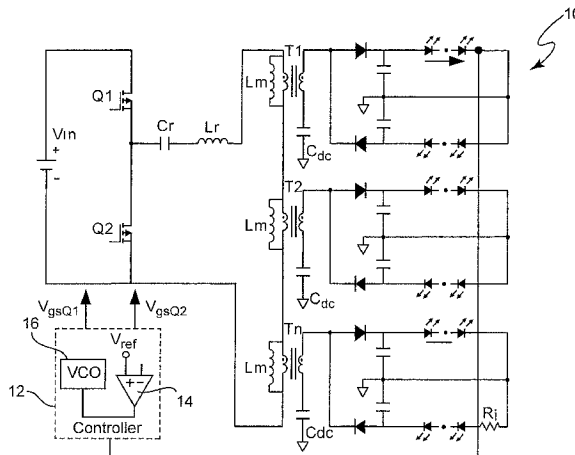 10
T1
Lm
Q1
Cr
Lr
Vin
+
-
Cdc
T2
Lm
Q2
Cdc
VgsQ1
VgsQ2
Tn
16
Vref
Lm
VCO
+-
12
14
Controller
Cdc
Ri